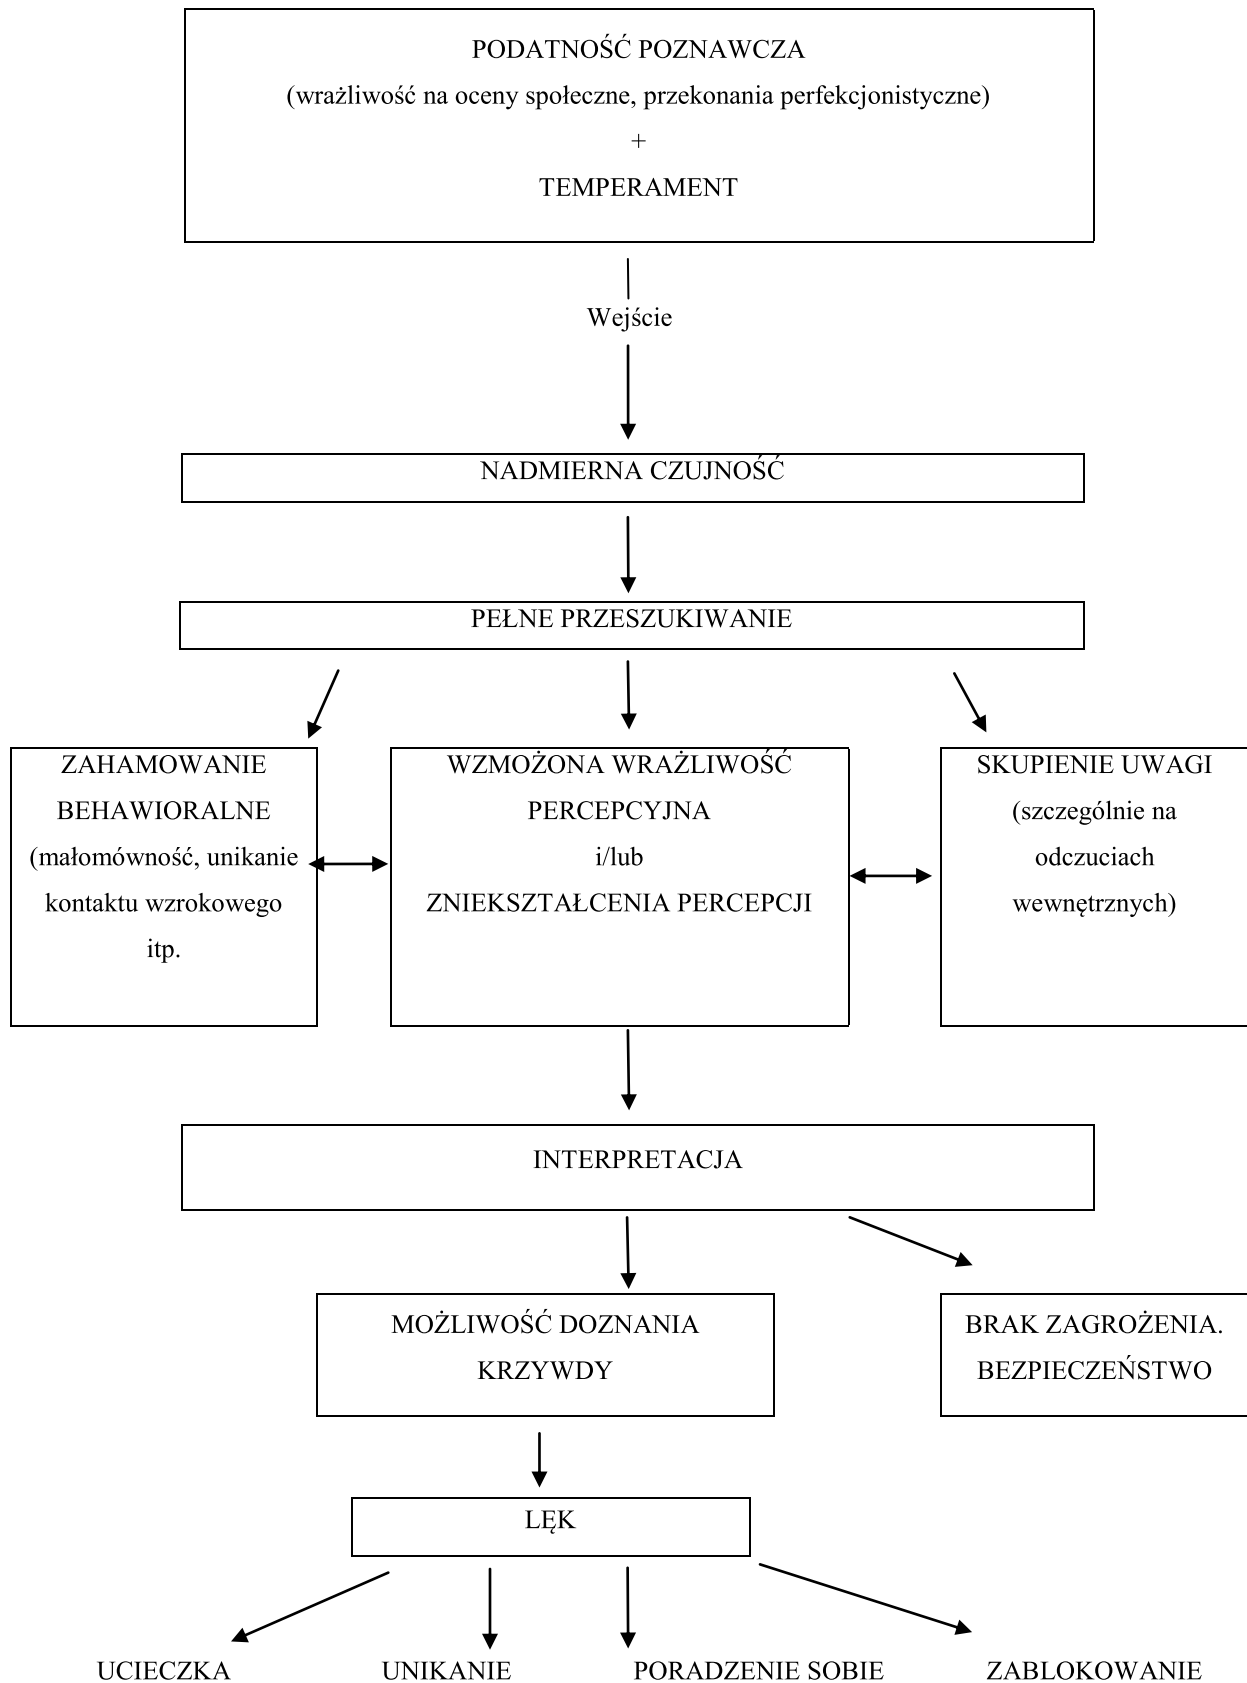 PODATNOŚĆ POZNAWCZA
(wrażliwość na oceny społeczne, przekonania perfekcjonistyczne)
+
TEMPERAMENT
Wejście
NADMIERNA CZUJNOŚĆ
PEŁNE PRZESZUKIWANIE
ZAHAMOWANIE
BEHAWIORALNE
(małomówność, unikanie
kontaktu wzrokowego
itp.
WZMOŻONA WRAŻLIWOŚĆ
PERCEPCYJNA
i/lub
ZNIEKSZTAŁCENIA PERCEPCJI
SKUPIENIE UWAGI
(szczególnie na
odczuciach
wewnętrznych)
INTERPRETACJA
MOŻLIWOŚĆ DOZNANIA
KRZYWDY
BRAK ZAGROŻENIA.
BEZPIECZEŃSTWO
LĘK
UCIECZKA
UNIKANIE
PORADZENIE SOBIE
ZABLOKOWANIE